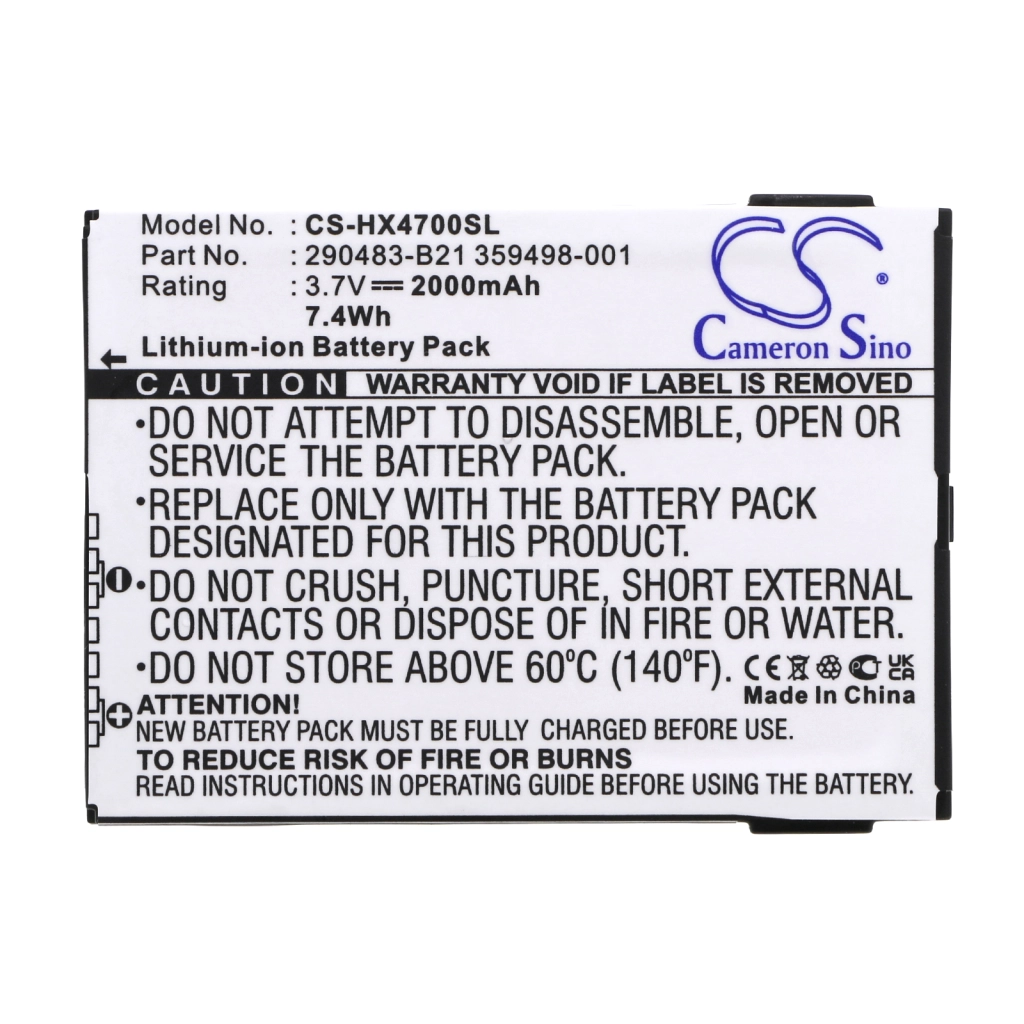 Model No. : CS-HX4700SL
Part No. : 290483-B21 359498-001
Rating : 3.7V⎓2000mAh
7.4Wh
Lithium-ion Battery Pack
CS®
Cameron Sino
CAUTION WARRANTY VOID IF LABEL IS REMOVED
•DO NOT ATTEMPT TO DISASSEMBLE, OPEN OR
SERVICE THE BATTERY PACK.
•REPLACE ONLY WITH THE BATTERY PACK
DESIGNATED FOR THIS PRODUCT.
•DO NOT CRUSH, PUNCTURE, SHORT EXTERNAL
CONTACTS OR DISPOSE OF IN FIRE OR WATER.
•DO NOT STORE ABOVE 60°C (140°F). CE UK CA
Made In China
ATTENTION!
NEW BATTERY PACK MUST BE FULLY CHARGED BEFORE USE.
TO REDUCE RISK OF FIRE OR BURNS
READ INSTRUCTIONS IN OPERATING GUIDE BEFORE USING THE BATTERY.